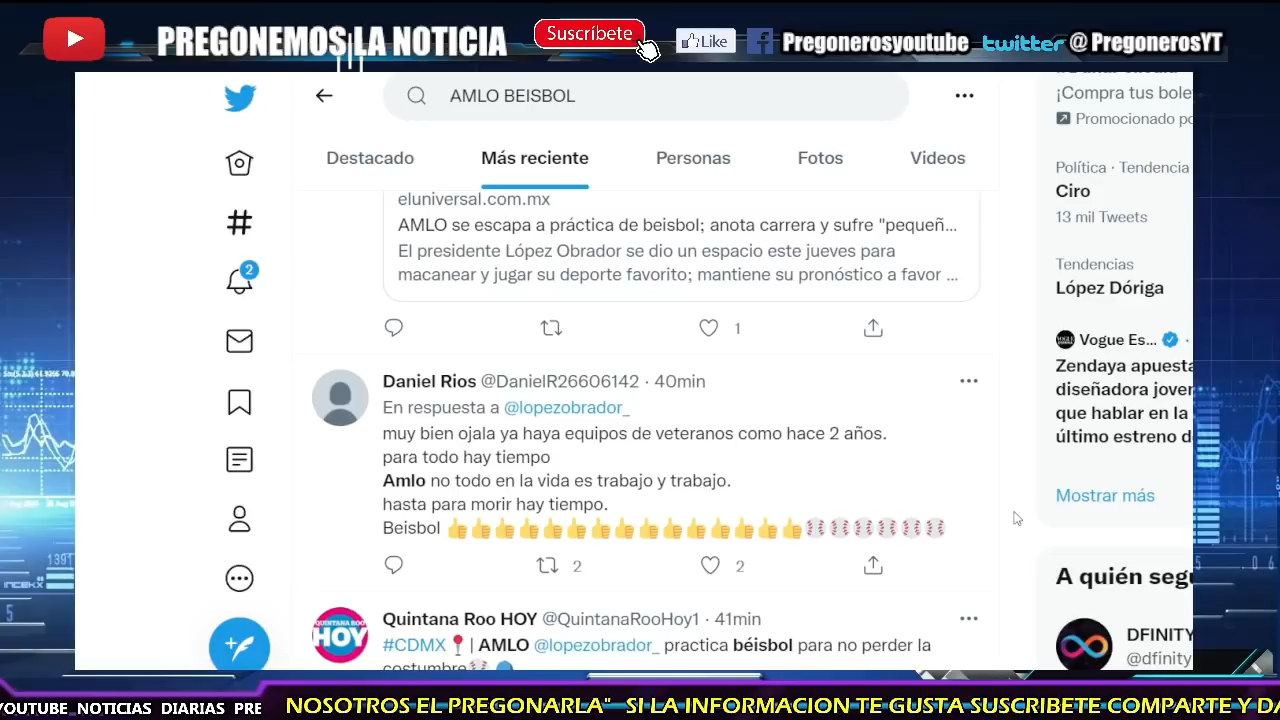 PREGONEMOS LA NOTICIA
Suscríbete
Like
Pregonerosyoutube
twitter @PregonerosYT
AMLO BEISBOL
Destacado
Más reciente
Personas
Fotos
Videos
eluniversal.com.mx
AMLO se escapa a práctica de beisbol; anota carrera y sufre "pequeñ...
El presidente López Obrador se dio un espacio este jueves para
macanear y jugar su deporte favorito; mantiene su pronóstico a favor ...
1
Daniel Rios @DanielR26606142 · 40min
En respuesta a @lopezobrador_
muy bien ojala ya haya equipos de veteranos como hace 2 años.
para todo hay tiempo
Amlo no todo en la vida es trabajo y trabajo.
hasta para morir hay tiempo.
Beisbol 👍👍👍👍👍👍👍👍👍👍👍👍👍👍👍⚾⚾⚾⚾⚾⚾
2
2
QUINTANA ROO
HOY
Quintana Roo HOY @QuintanaRooHoy1 · 41min
#CDMX📍| AMLO @lopezobrador_ practica béisbol para no perder la
costumbre⚾
2
¡Compra tus bole
Promocionado po
Política · Tendencia
Ciro
13 mil Tweets
Tendencias
López Dóriga
Vogue Es... ·
Zendaya apuesta
diseñadora joven
que hablar en la
último estreno d
Mostrar más
A quién segu
DFINITY
@dfinity
YOUTUBE_NOTICIAS DIARIAS PRE
NOSOTROS EL PREGONARLA" SI LA INFORMACION TE GUSTA SUSCRIBETE COMPARTE Y DA